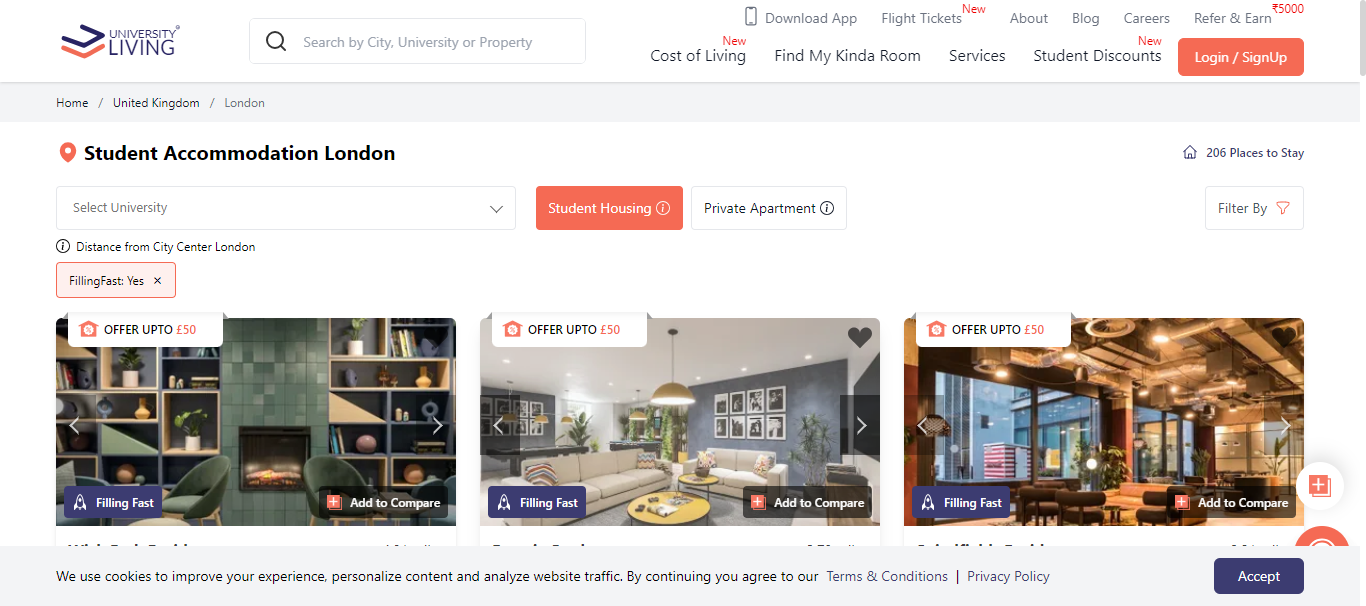 UNIVERSITY
LIVING
Search by City, University or Property
Download App
Flight Tickets
New
About
Blog
Careers
Refer & Earn
₹5000
Cost of Living
New
Find My Kinda Room
Services
Student Discounts
New
Login / SignUp
Home / United Kingdom / London
Student Accommodation London
206 Places to Stay
Select University
Student Housing
Private Apartment
Filter By
Distance from City Center London
FillingFast: Yes ×
OFFER UPTO £50
OFFER UPTO £50
OFFER UPTO £50
Filling Fast
Add to Compare
Filling Fast
Add to Compare
Filling Fast
Add to Compare
We use cookies to improve your experience, personalize content and analyze website traffic. By continuing you agree to our Terms & Conditions | Privacy Policy
Accept